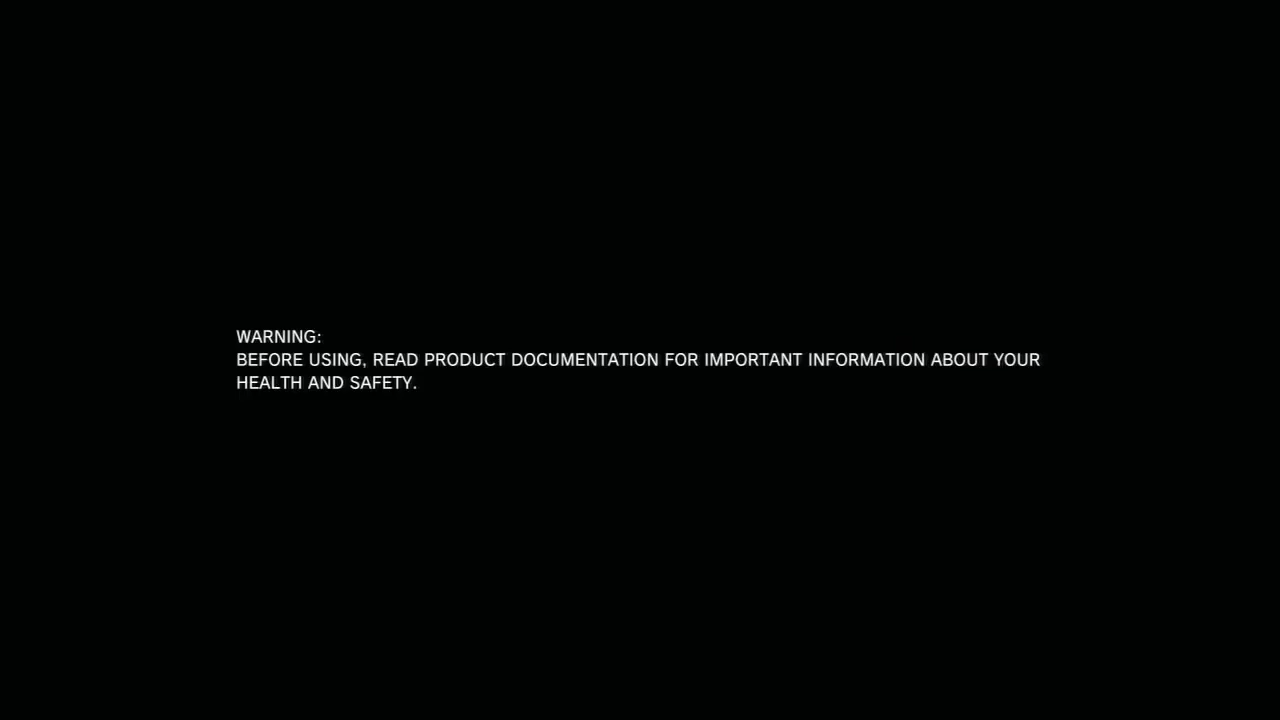 WARNING:
BEFORE USING, READ PRODUCT DOCUMENTATION FOR IMPORTANT INFORMATION ABOUT YOUR
HEALTH AND SAFETY.